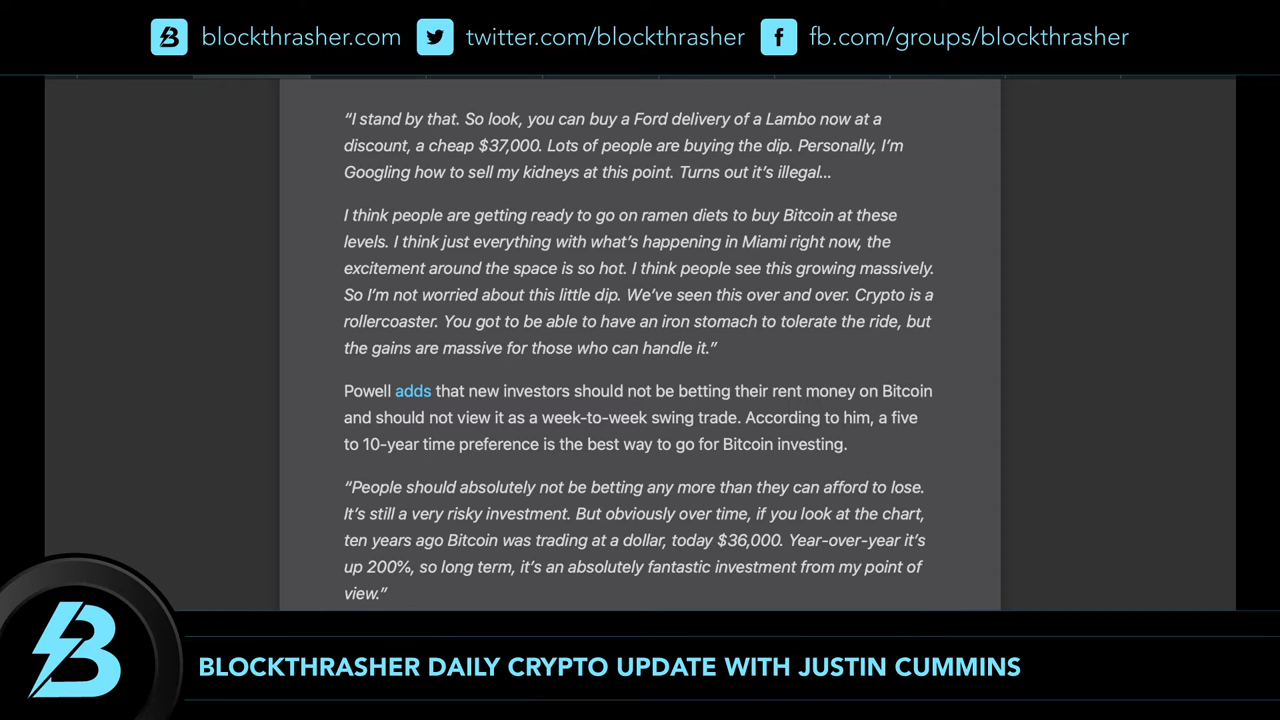 blockthrasher.com twitter.com/blockthrasher fb.com/groups/blockthrasher
“I stand by that. So look, you can buy a Ford delivery of a Lambo now at a
discount, a cheap $37,000. Lots of people are buying the dip. Personally, I’m
Googling how to sell my kidneys at this point. Turns out it’s illegal…
I think people are getting ready to go on ramen diets to buy Bitcoin at these
levels. I think just everything with what’s happening in Miami right now, the
excitement around the space is so hot. I think people see this growing massively.
So I’m not worried about this little dip. We’ve seen this over and over. Crypto is a
rollercoaster. You got to be able to have an iron stomach to tolerate the ride, but
the gains are massive for those who can handle it.”
Powell adds that new investors should not be betting their rent money on Bitcoin
and should not view it as a week-to-week swing trade. According to him, a five
to 10-year time preference is the best way to go for Bitcoin investing.
“People should absolutely not be betting any more than they can afford to lose.
It’s still a very risky investment. But obviously over time, if you look at the chart,
ten years ago Bitcoin was trading at a dollar, today $36,000. Year-over-year it’s
up 200%, so long term, it’s an absolutely fantastic investment from my point of
view.”
BLOCKTHRASHER DAILY CRYPTO UPDATE WITH JUSTIN CUMMINS